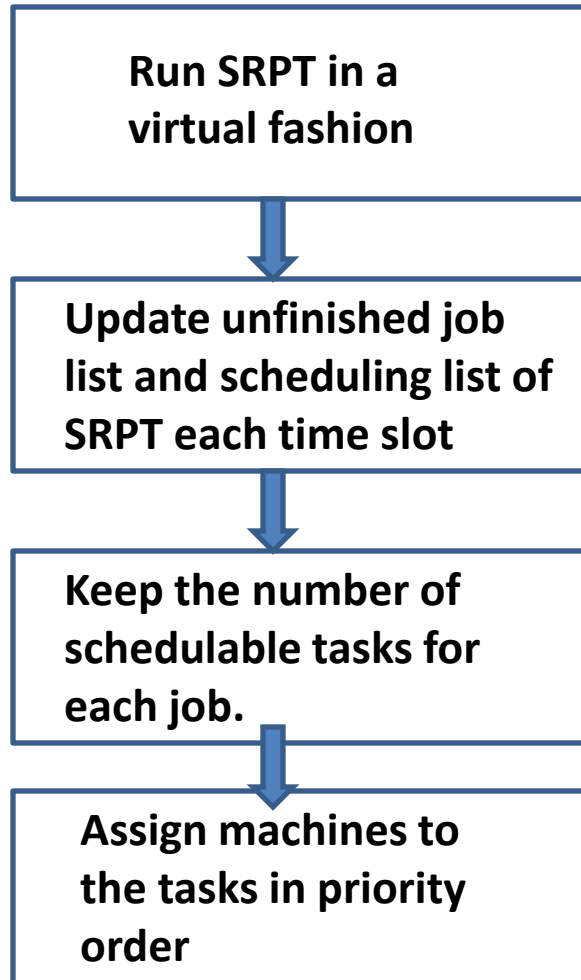 Run SRPT in a
virtual fashion
Update unfinished job
list and scheduling list of
SRPT each time slot
Keep the number of
schedulable tasks for
each job.
Assign machines to
the tasks in priority
order